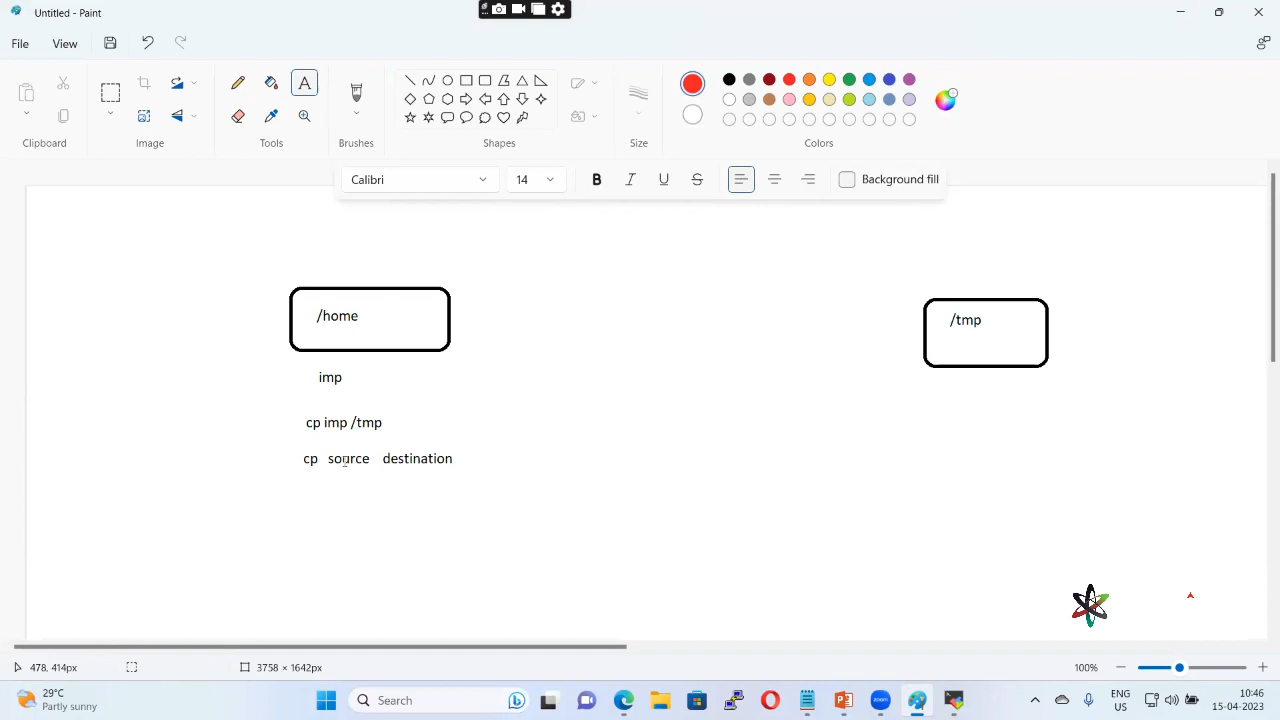 Untitled - Paint
File
View
Clipboard
Image
Tools
Brushes
Shapes
Size
Colors
A
Calibri
14
B
I
U
S
Background fill
/home
/tmp
imp
cp imp /tmp
cp source destination
478, 414px
3758 × 1642px
100%
29°C
Partly sunny
Search
zoom
ENG
US
10:46
15-04-2023